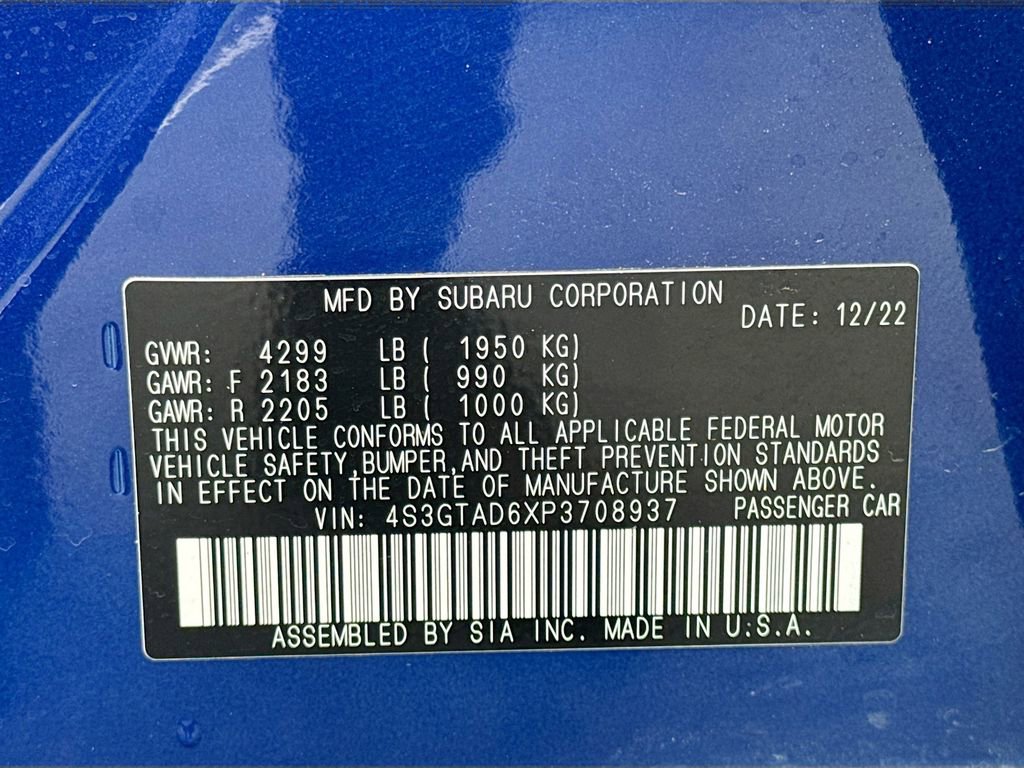 MFD BY SUBARU CORPORATION
DATE: 12/22
GVWR: 4299 LB ( 1950 KG)
GAWR: F 2183 LB ( 990 KG)
GAWR: R 2205 LB ( 1000 KG)
THIS VEHICLE CONFORMS TO ALL APPLICABLE FEDERAL MOTOR
VEHICLE SAFETY,BUMPER,AND THEFT PREVENTION STANDARDS
IN EFFECT ON THE DATE OF MANUFACTURE SHOWN ABOVE.
VIN: 4S3GTAD6XP3708937 PASSENGER CAR
ASSEMBLED BY SIA INC. MADE IN U.S.A.